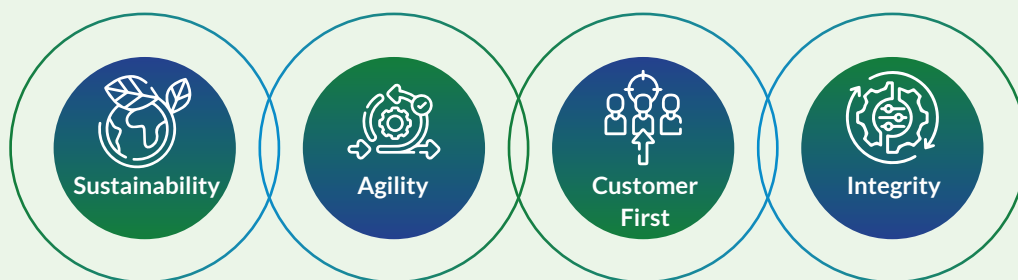 Sustainability
Agility
Customer
First
Integrity